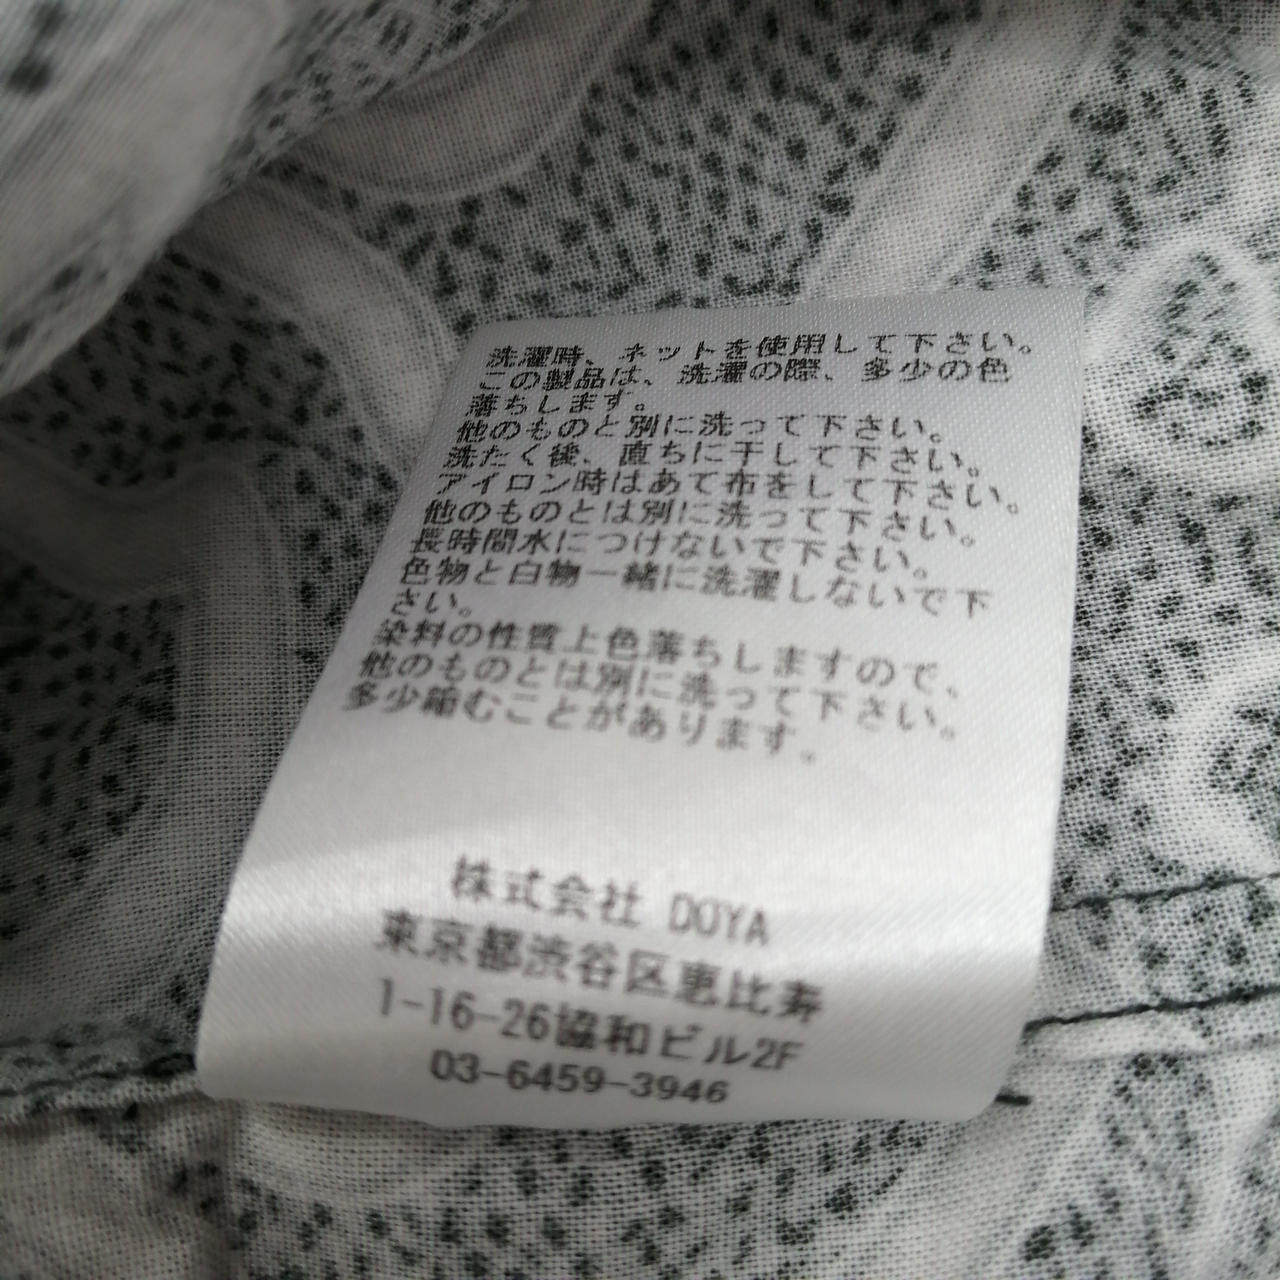 洗濯時、ネットを使用して下さい。
この製品は、洗濯の際、多少の色
落ちします。
他のものと別に洗って下さい。
洗たく後、直ちに干して下さい。
アイロン時はあて布をして下さい。
他のものとは別に洗って下さい。
長時間水につけないで下さい。
色物と白物一緒に洗濯しないで下
さい。
染料の性質上色落ちしますので、
他のものとは別に洗って下さい。
多少縮むことがあります。
株式会社 DOYA
東京都渋谷区恵比寿
1-16-26協和ビル2F
03-6459-3946